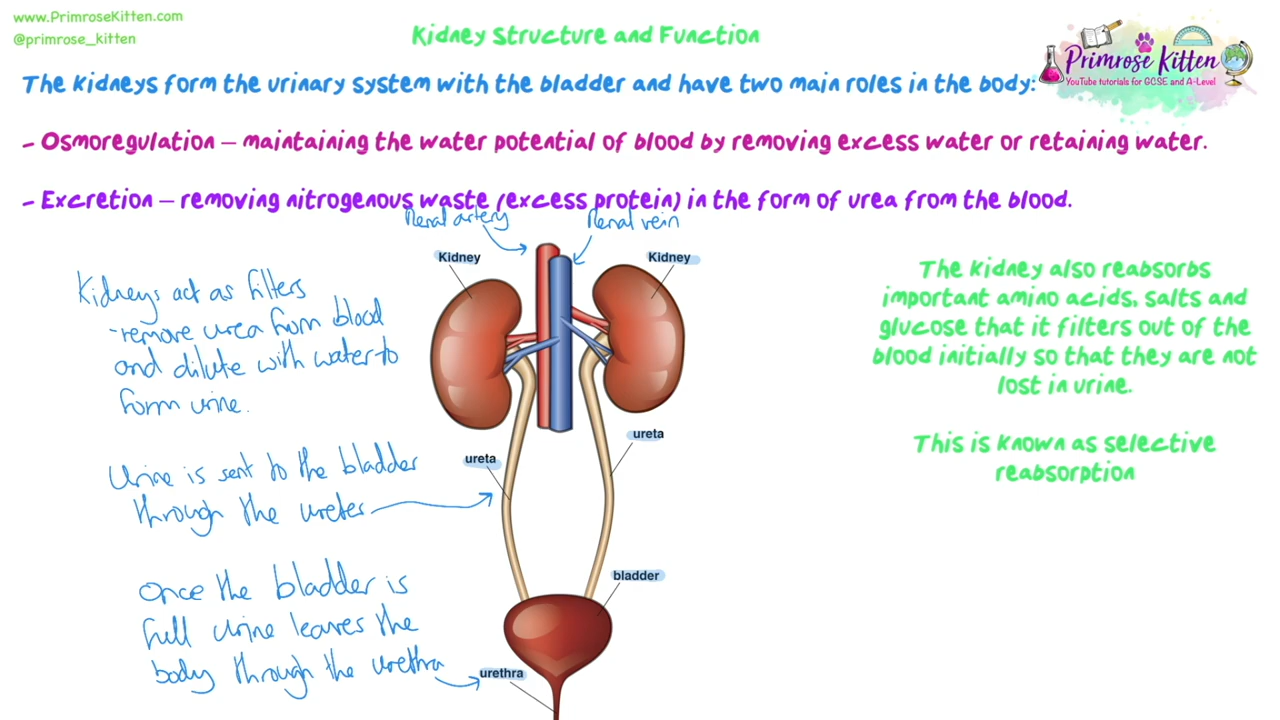 www.PrimroseKitten.com
@primrose_kitten
Kidney Structure and Function
Primrose Kitten
YouTube tutorials for GCSE and A-Level
The kidneys form the urinary system with the bladder and have two main roles in the body:
- Osmoregulation – maintaining the water potential of blood by removing excess water or retaining water.
- Excretion – removing nitrogenous waste (excess protein) in the form of urea from the blood.
Renal artery
Renal vein
Kidney
Kidney
Kidneys act as filters
-remove urea from blood
and dilute with water to
form urine.
The kidney also reabsorbs
important amino acids, salts and
glucose that it filters out of the
blood initially so that they are not
lost in urine.
This is known as selective
reabsorption
ureta
ureta
Urine is sent to the bladder
through the ureter
bladder
Once the bladder is
full urine leaves the
body through the urethra
urethra